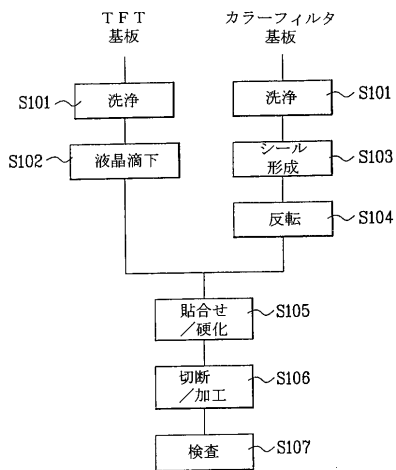 ＴＦＴ
基板
カラーフィルタ
基板
S101
洗浄
洗浄
S101
S102
液晶滴下
シール
形成
S103
反転
S104
貼合せ
／硬化
S105
切断
／加工
S106
検査
S107